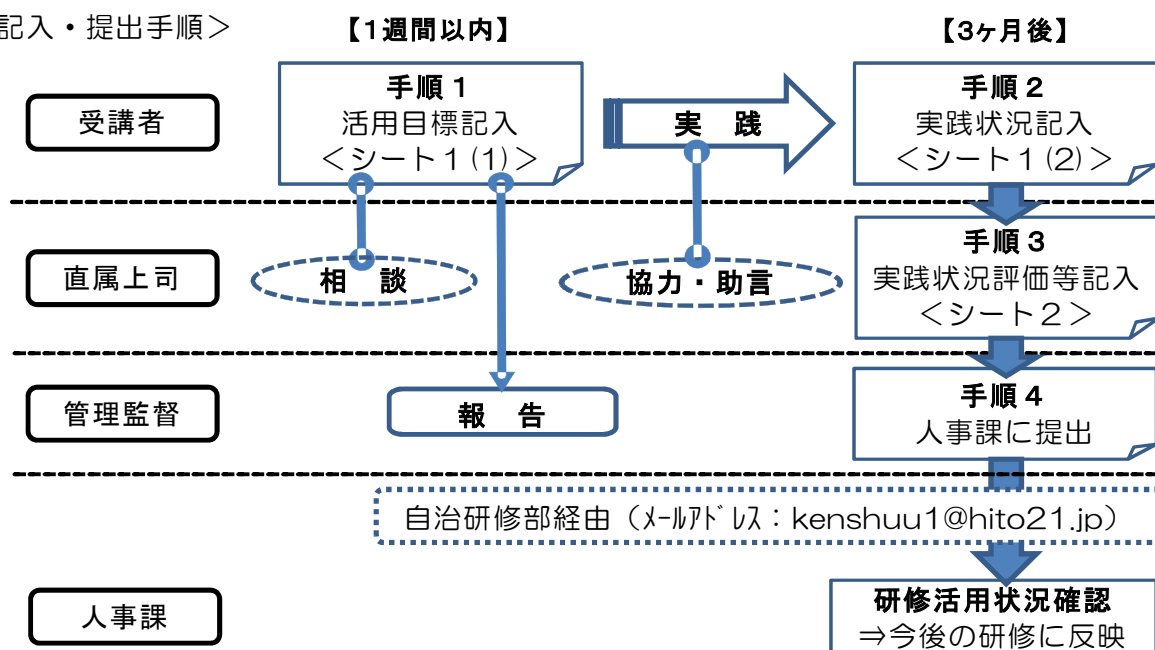 記入・提出手順＞
【1週間以内】
【3ヶ月後】
受講者
手順１
活用目標記入
＜シート１(1)＞
実　践
手順２
実践状況記入
＜シート１(2)＞
直属上司
相　談
協力・助言
手順３
実践状況評価等記入
＜シート２＞
管理監督
報　告
手順４
人事課に提出
自治研修部経由（ﾒｰﾙｱﾄﾞﾚｽ：kenshuu1@hito21.jp）
人事課
研修活用状況確認
⇒今後の研修に反映